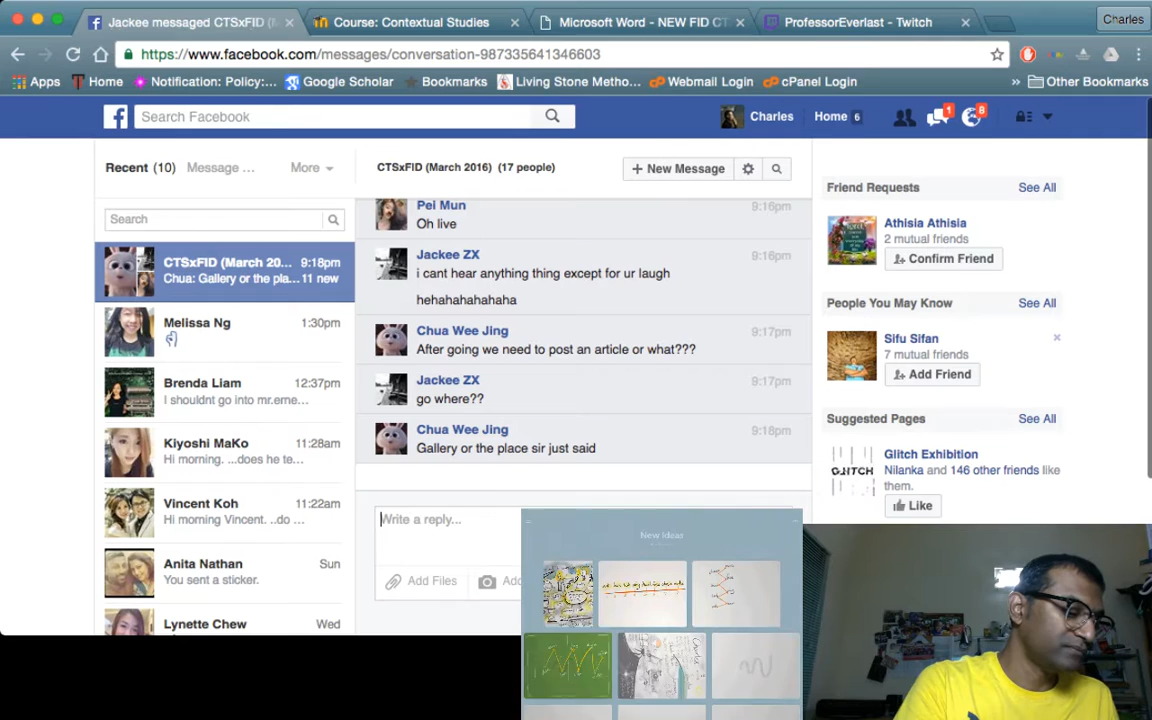 Jackee messaged CTSxFID (
Course: Contextual Studies
Microsoft Word - NEW FID CT
ProfessorEverlast - Twitch
Charles
https://www.facebook.com/messages/conversation-987335641346603
Apps
Home
Notification: Policy:...
Google Scholar
Bookmarks
Living Stone Metho...
Webmail Login
cPanel Login
» Other Bookmarks
Search Facebook
Charles
Home 6
1
8
Recent (10) Message ... More
Search
CTSxFID (March 20... 9:18pm
Chua: Gallery or the pla... 11 new
Melissa Ng 1:30pm
Brenda Liam 12:37pm
I shouldnt go into mr.erne...
Kiyoshi MaKo 11:28am
Hi morning. ...does he te...
Vincent Koh 11:22am
Hi morning Vincent. ..do ...
Anita Nathan Sun
You sent a sticker.
Lynette Chew Wed
CTSxFID (March 2016) (17 people)
+ New Message
Pei Mun 9:16pm
Oh live
Jackee ZX 9:16pm
i cant hear anything thing except for ur laugh
hehahahahahaha
Chua Wee Jing 9:17pm
After going we need to post an article or what???
Jackee ZX 9:17pm
go where??
Chua Wee Jing 9:18pm
Gallery or the place sir just said
Write a reply...
Add Files
Add
Friend Requests See All
Athisia Athisia
2 mutual friends
Confirm Friend
People You May Know See All
Sifu Sifan
7 mutual friends
Add Friend
Suggested Pages See All
GLITCH
Glitch Exhibition
Nilanka and 146 other friends like
them.
Like
New Ideas